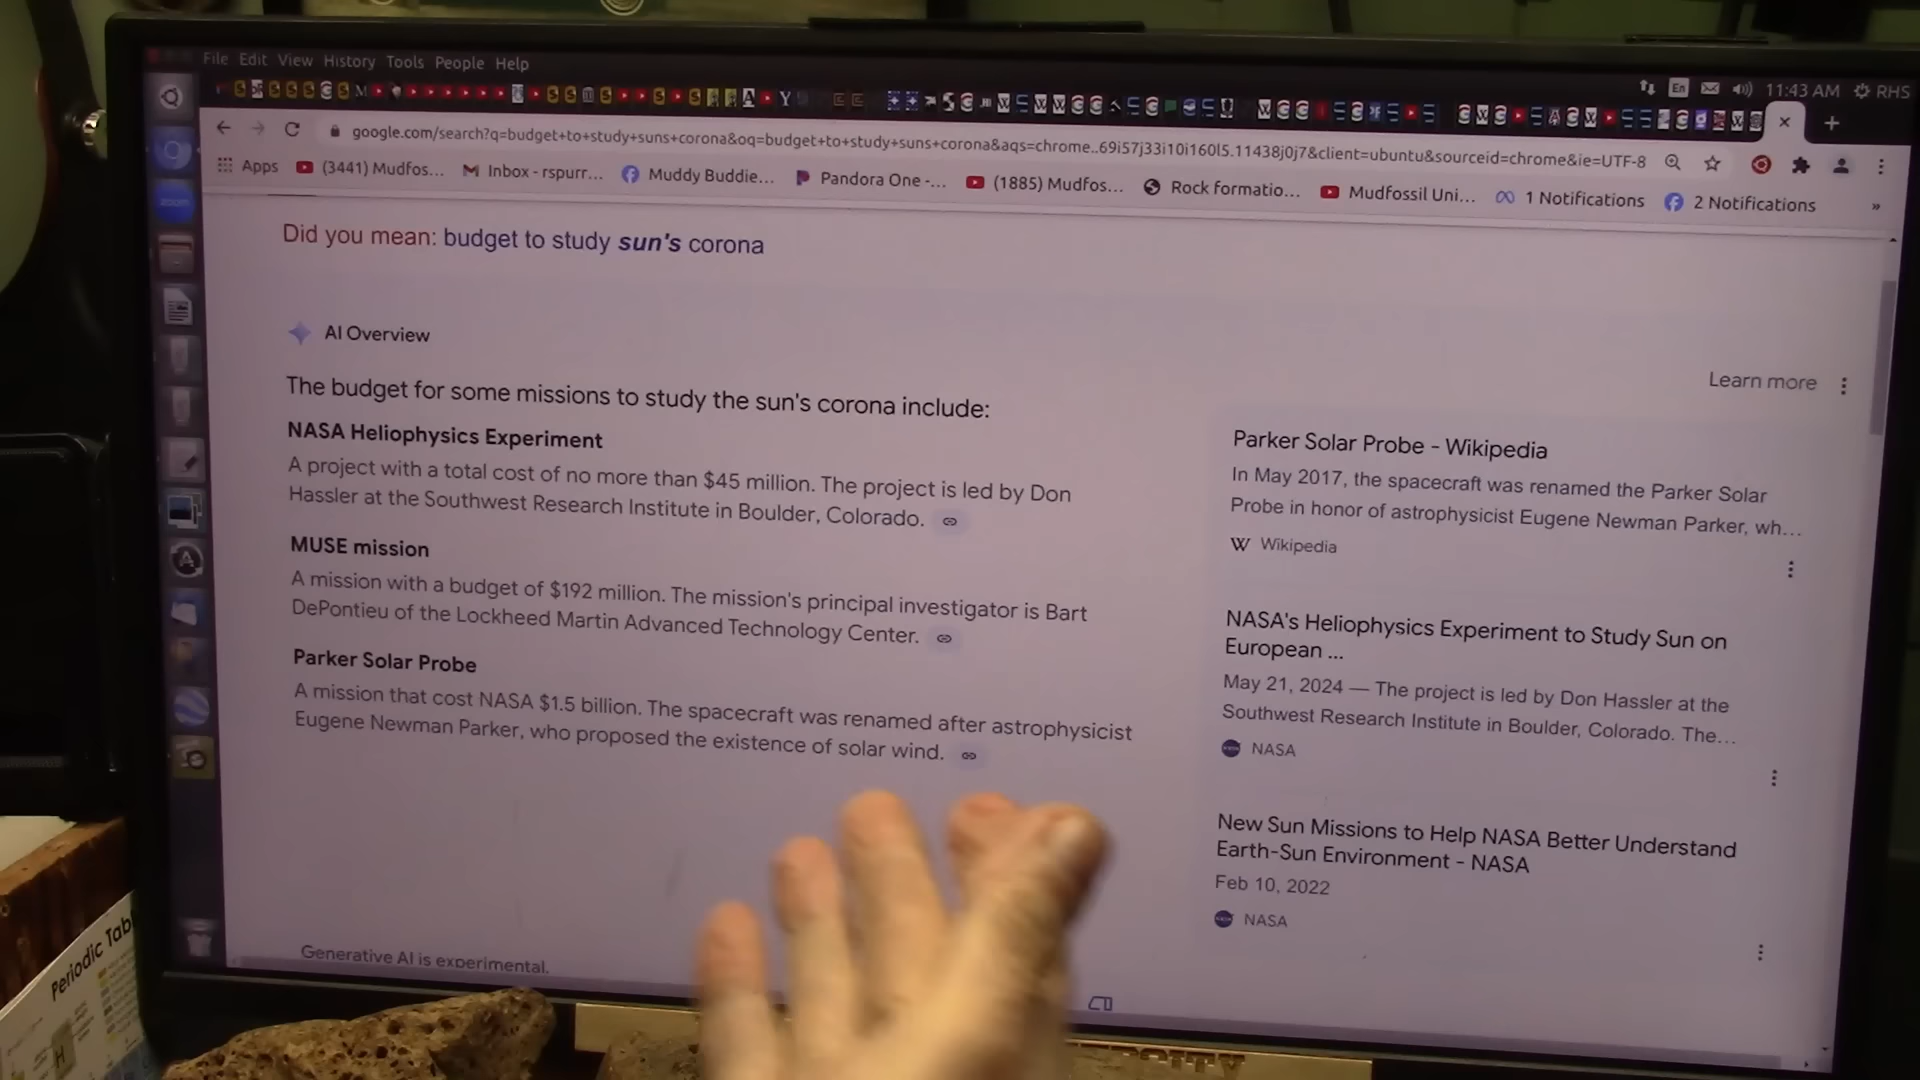 File Edit View History Tools People Help
En 11:43 AM RHS
google.com/search?q=budget+to+study+suns+corona&oq=budget+to+study+suns+corona&aqs=chrome..69i57j33i10i160l5.11438j0j7&client=ubuntu&sourceid=chrome&ie=UTF-8
Apps (3441) Mudfos... Inbox - rspurr... Muddy Buddie... Pandora One -... (1885) Mudfos... Rock formatio... Mudfossil Uni... 1 Notifications 2 Notifications »
zoom
Did you mean: budget to study sun's corona
AI Overview
Learn more
The budget for some missions to study the sun's corona include:
NASA Heliophysics Experiment
A project with a total cost of no more than $45 million. The project is led by Don
Hassler at the Southwest Research Institute in Boulder, Colorado.
MUSE mission
A mission with a budget of $192 million. The mission's principal investigator is Bart
DePontieu of the Lockheed Martin Advanced Technology Center.
Parker Solar Probe
A mission that cost NASA $1.5 billion. The spacecraft was renamed after astrophysicist
Eugene Newman Parker, who proposed the existence of solar wind.
Generative AI is experimental.
Parker Solar Probe - Wikipedia
In May 2017, the spacecraft was renamed the Parker Solar
Probe in honor of astrophysicist Eugene Newman Parker, wh...
W Wikipedia
NASA's Heliophysics Experiment to Study Sun on
European ...
May 21, 2024 — The project is led by Don Hassler at the
Southwest Research Institute in Boulder, Colorado. The...
NASA
New Sun Missions to Help NASA Better Understand
Earth-Sun Environment - NASA
Feb 10, 2022
NASA
Periodic Tab
H